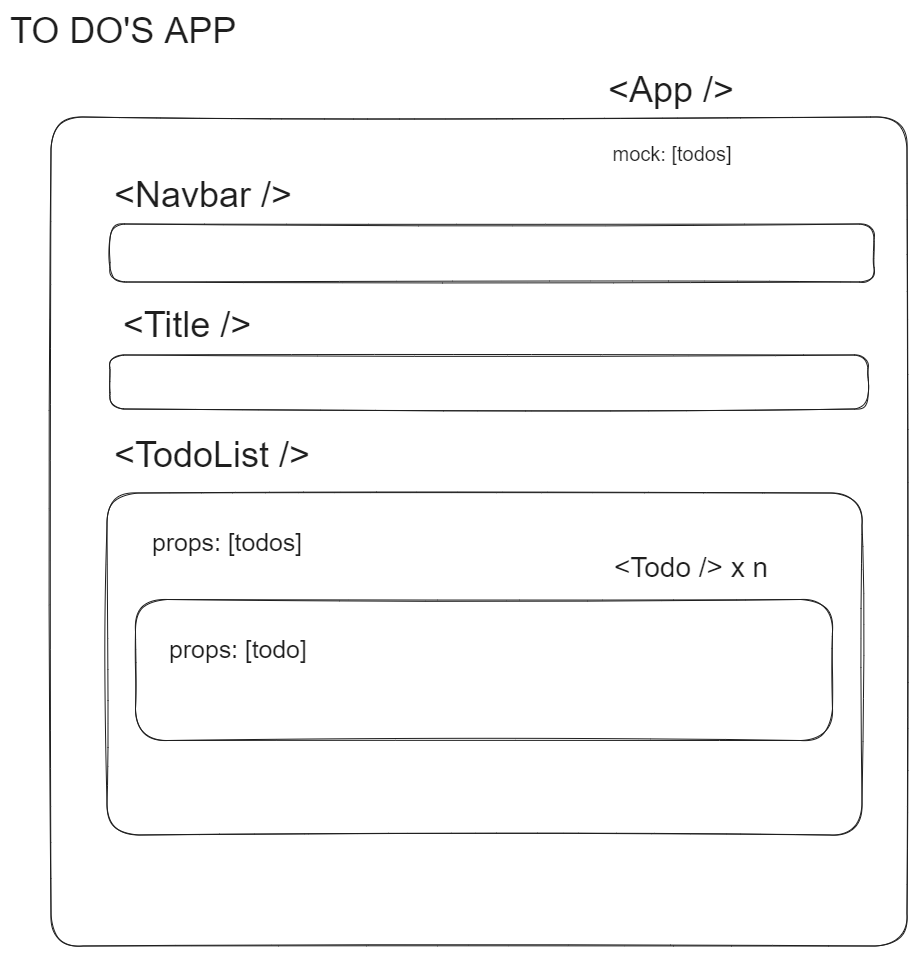 TO DO'S APP
<App />
mock: [todos]
<Navbar />
<Title />
<TodoList />
props: [todos]
<Todo /> x n
props: [todo]